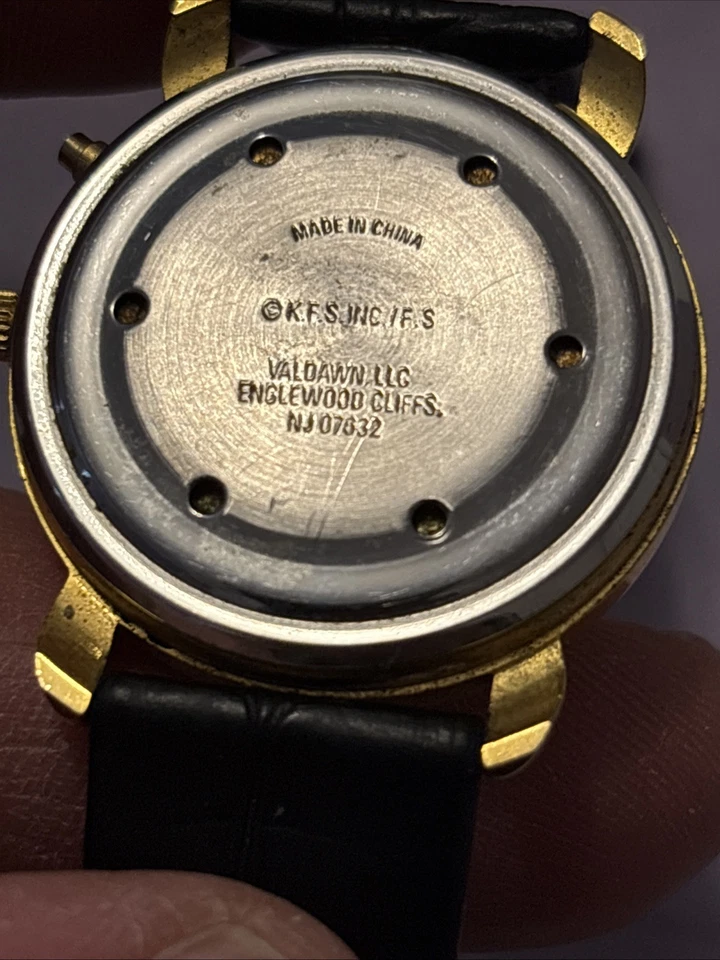 MADE IN CHINA
©K.F.S. INC. / F.S
VALDAWN, LLC
ENGLEWOOD CLIFFS,
NJ 07632